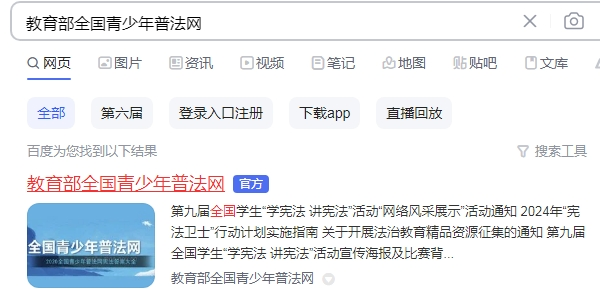 教育部全国青少年普法网
网页 图片 资讯 视频 笔记 地图 贴吧 文库
全部 第六届 登录入口注册 下载app 直播回放
百度为您找到以下结果 搜索工具
教育部全国青少年普法网 官方
第九届全国学生“学宪法 讲宪法”活动“网络风采展示”活动通知 2024年“宪
法卫士”行动计划实施指南 关于开展法治教育精品资源征集的通知 第九届
全国学生“学宪法 讲宪法”活动宣传海报及比赛背...
教育部全国青少年普法网
全国青少年普法网